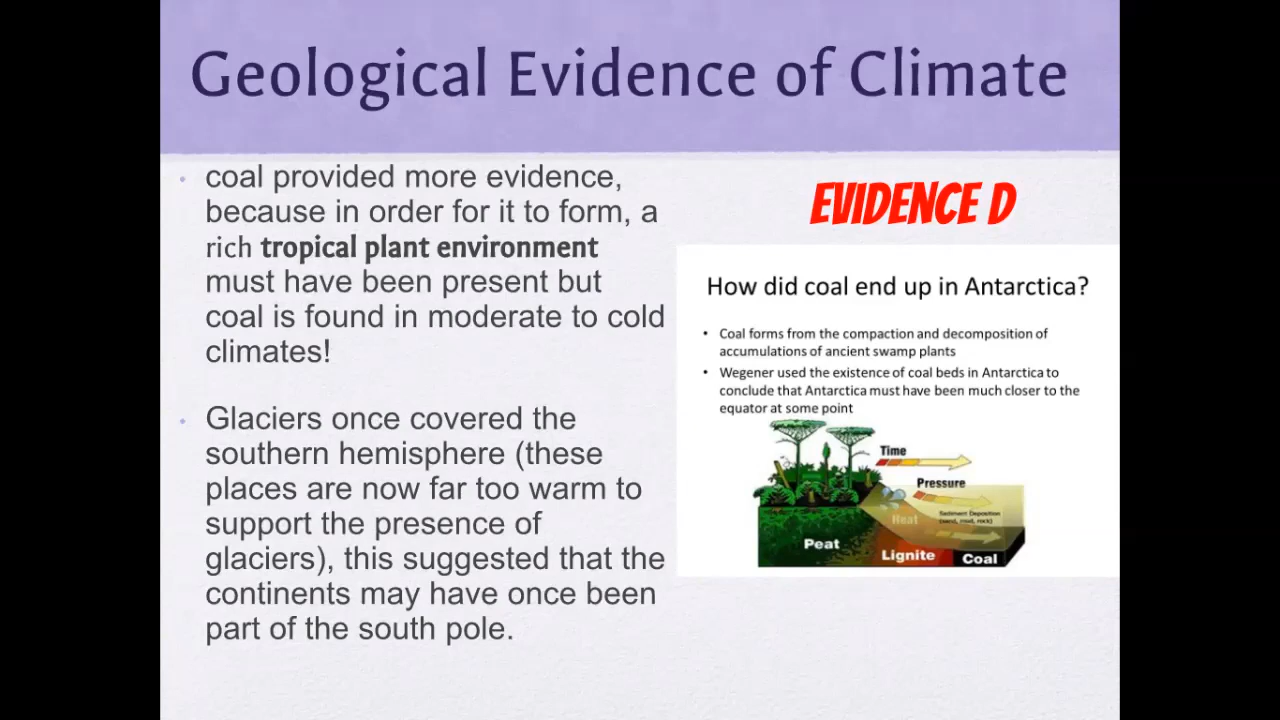 Geological Evidence of Climate
• coal provided more evidence,
because in order for it to form, a
rich tropical plant environment
must have been present but
coal is found in moderate to cold
climates!
• Glaciers once covered the
southern hemisphere (these
places are now far too warm to
support the presence of
glaciers), this suggested that the
continents may have once been
part of the south pole.
EVIDENCE D
How did coal end up in Antarctica?
• Coal forms from the compaction and decomposition of
accumulations of ancient swamp plants
• Wegener used the existence of coal beds in Antarctica to
conclude that Antarctica must have been much closer to the
equator at some point
Time
Pressure
Heat
Sediment Deposition
(sand, mud, rock)
Peat
Lignite
Coal